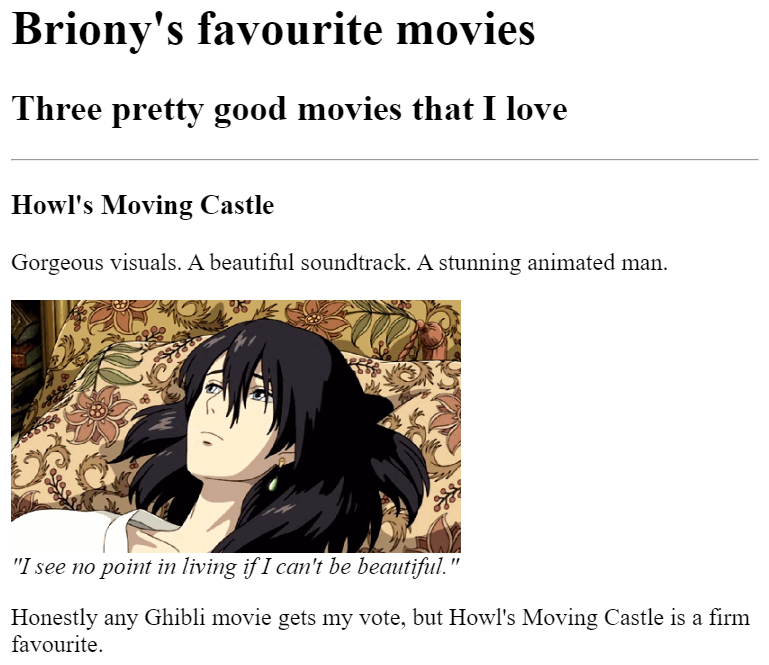 Briony's favourite movies
Three pretty good movies that I love
Howl's Moving Castle
Gorgeous visuals. A beautiful soundtrack. A stunning animated man.
"I see no point in living if I can't be beautiful."
Honestly any Ghibli movie gets my vote, but Howl's Moving Castle is a firm
favourite.